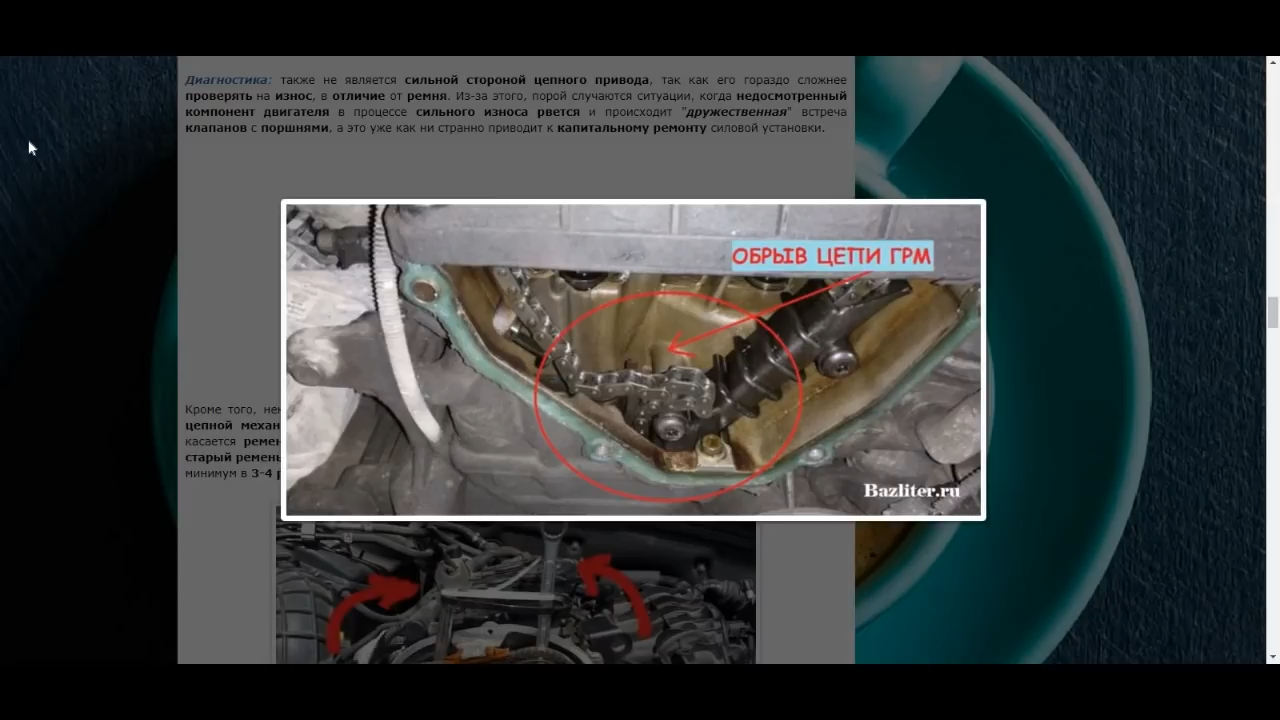 Диагностика: также не является сильной стороной цепного привода, так как его гораздо сложнее
проверять на износ, в отличие от ремня. Из-за этого, порой случаются ситуации, когда недосмотренный
компонент двигателя в процессе сильного износа рвется и происходит "дружественная" встреча
клапанов с поршнями, а это уже как ни странно приводит к капитальному ремонту силовой установки.
ОБРЫВ ЦЕПИ ГРМ
Кроме того,
цепной
касается
старый
минимум в 3-4
Bazliter.ru